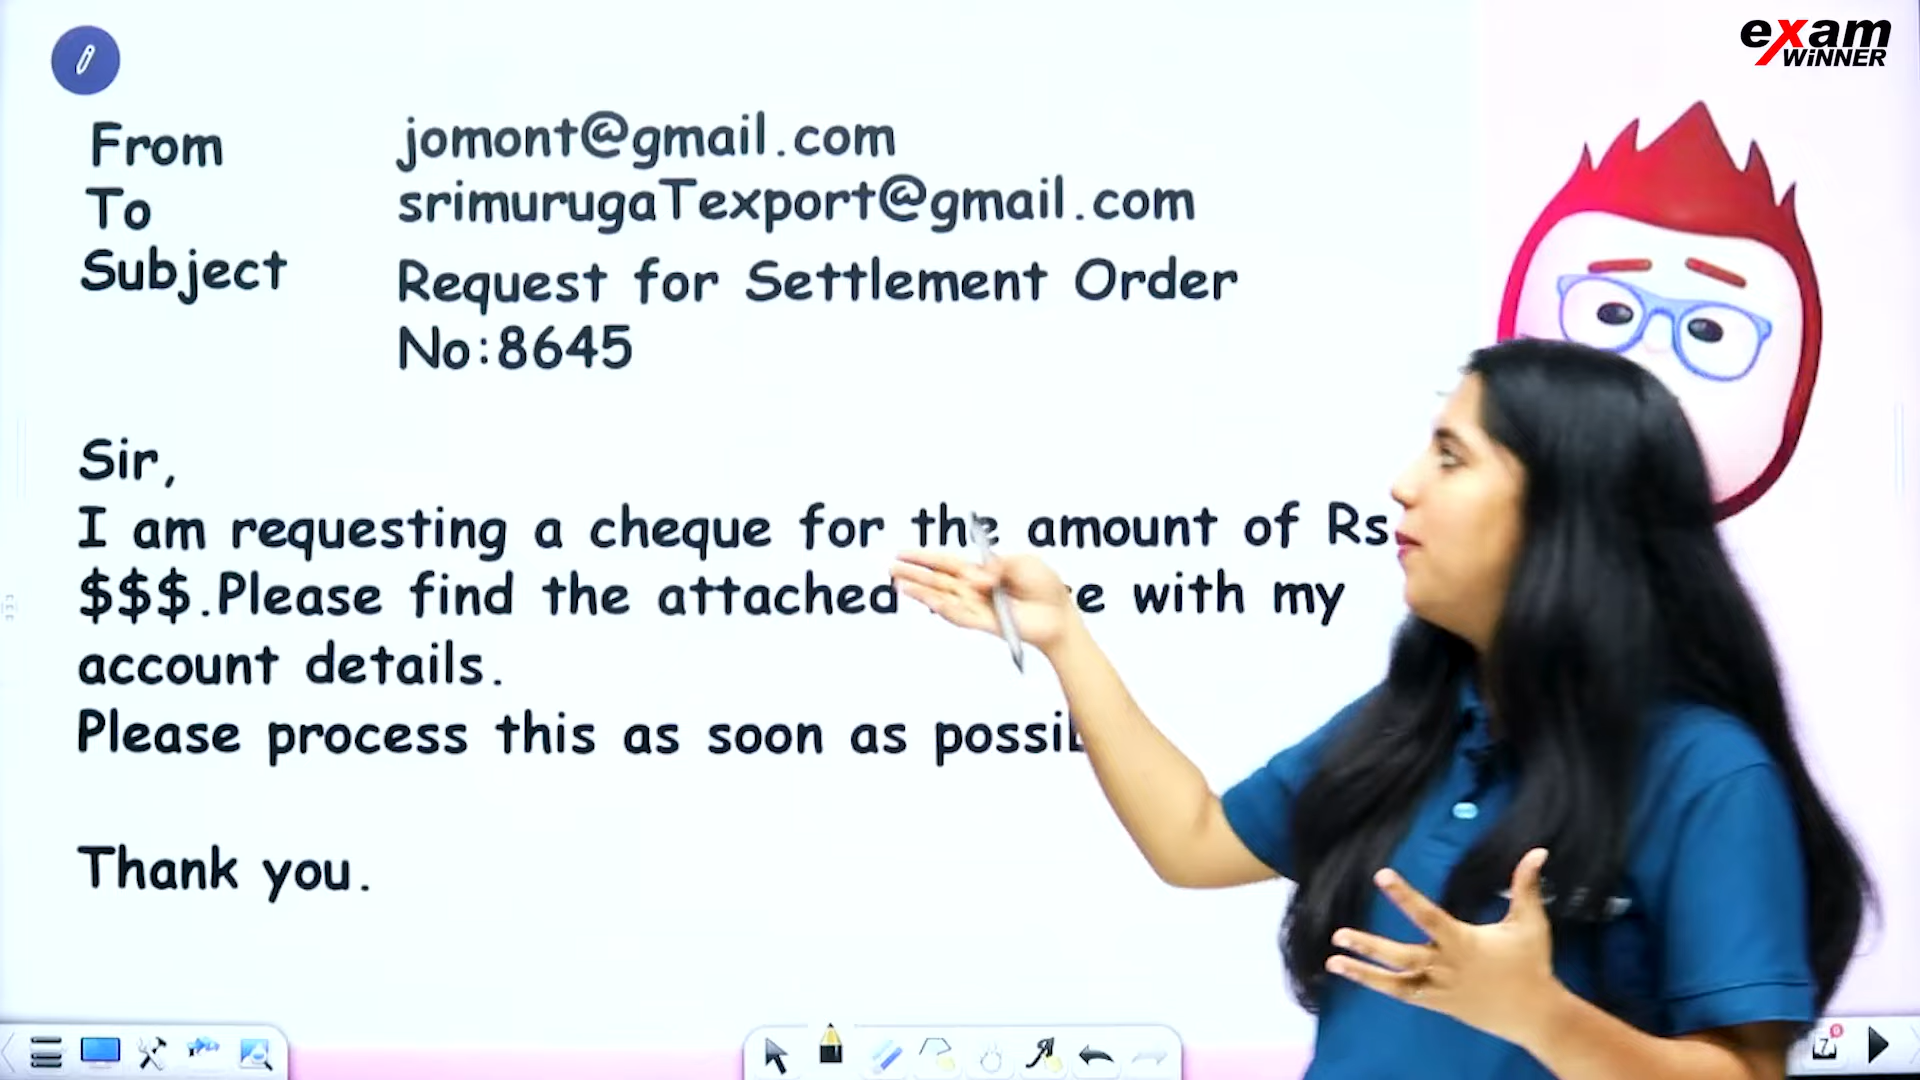 exam
WiNNER
From jomont@gmail.com
To srimurugaTexport@gmail.com
Subject Request for Settlement Order
No:8645
Sir,
I am requesting a cheque for the amount of Rs
$$$.Please find the attached with my
account details.
Please process this as soon as
Thank you.
7